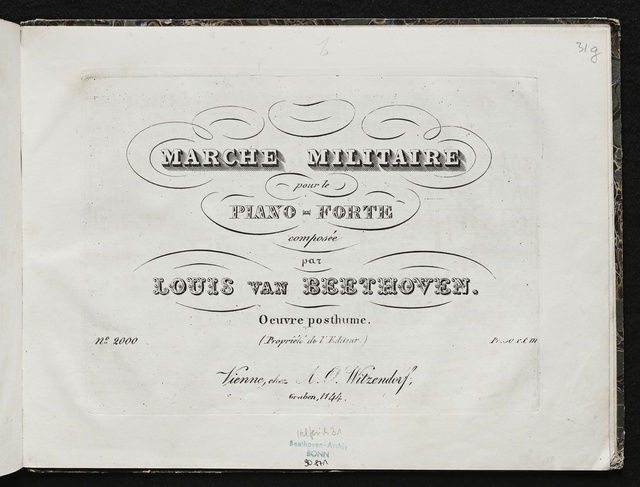 31g
MARCHE MILITAIRE
pour le
PIANO-FORTE
composée
par
LOUIS VAN BEETHOVEN.
Oeuvre posthume.
No. 2000 (Propriété de l'Editeur.) c.m
Vienne, chez A. O. Witzendorf,
Graben, 1144.
Beethoven-Archiv
BONN